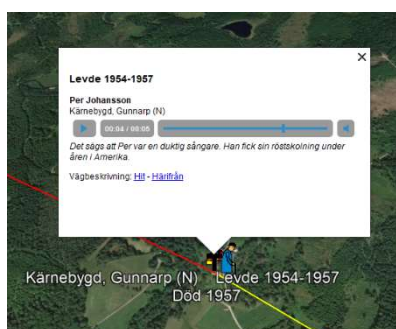 Levde 1954-1957
Per Johansson
Kärnebygd, Gunnarp (N)
00:04 / 00:05
Det sägs att Per var en duktig sångare. Han fick sin röstskolning under
åren i Amerika.
Vägbeskrivning: Hit - Härifrån
Kärnebygd, Gunnarp (N) Levde 1954-1957
Död 1957